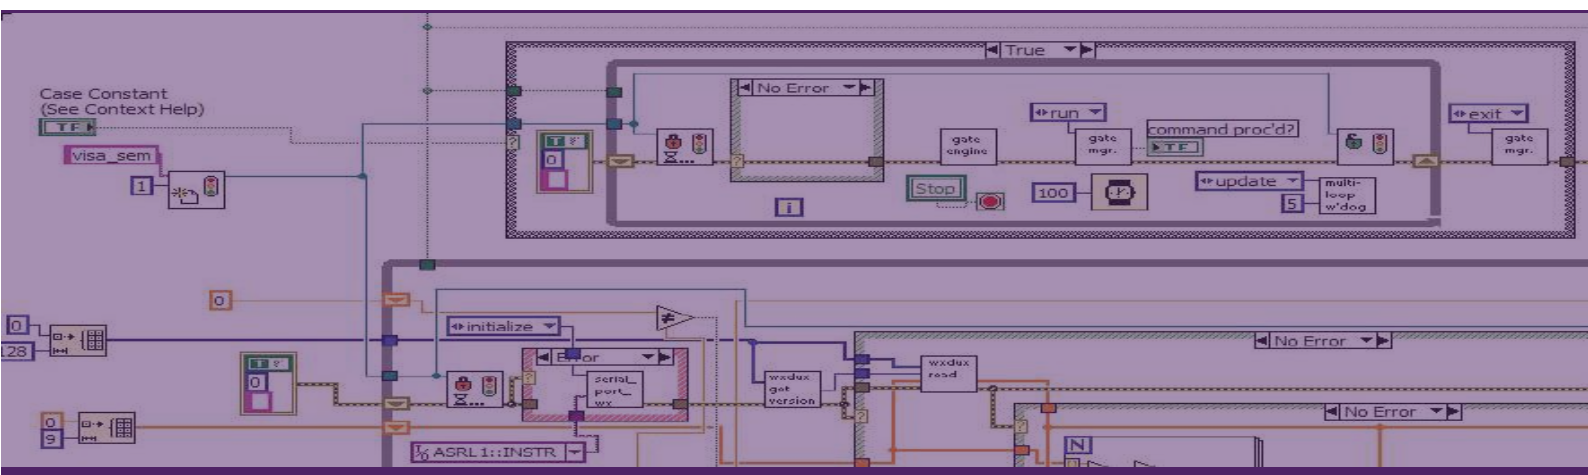 True
Case Constant
(See Context Help)
TF
visa_sem
1
No Error
T
0
gate
engine
run
gate
mgr.
command proc'd?
TF
exit
gate
mgr.
Stop
100
update
5
multi-
loop
w'dog
i
0
0
128
initialize
Error
serial_
port_
wx
T
0
wxdux
get
version
wxdux
read
No Error
No Error
0
9
ASRL1::INSTR
N